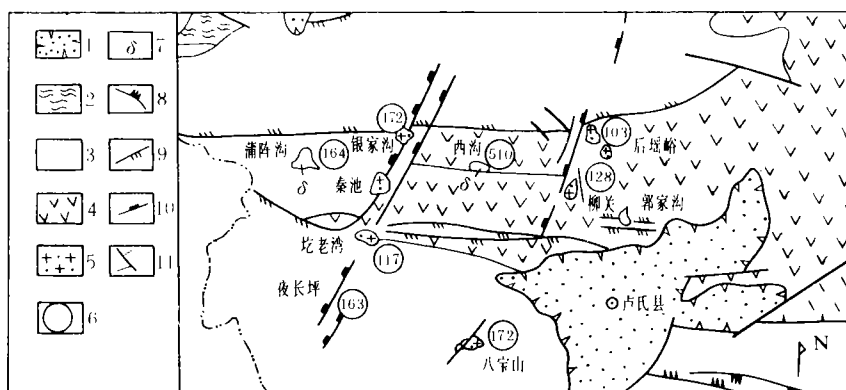 1
7
δ
2
8
3
9
4
10
5
11
6
172
银家沟
蒲阵沟
164
δ
秦池
西沟
510
δ
103
后瑶峪
128
柳关
郭家沟
圪老湾
117
夜长坪
163
卢氏县
172
八宝山
N